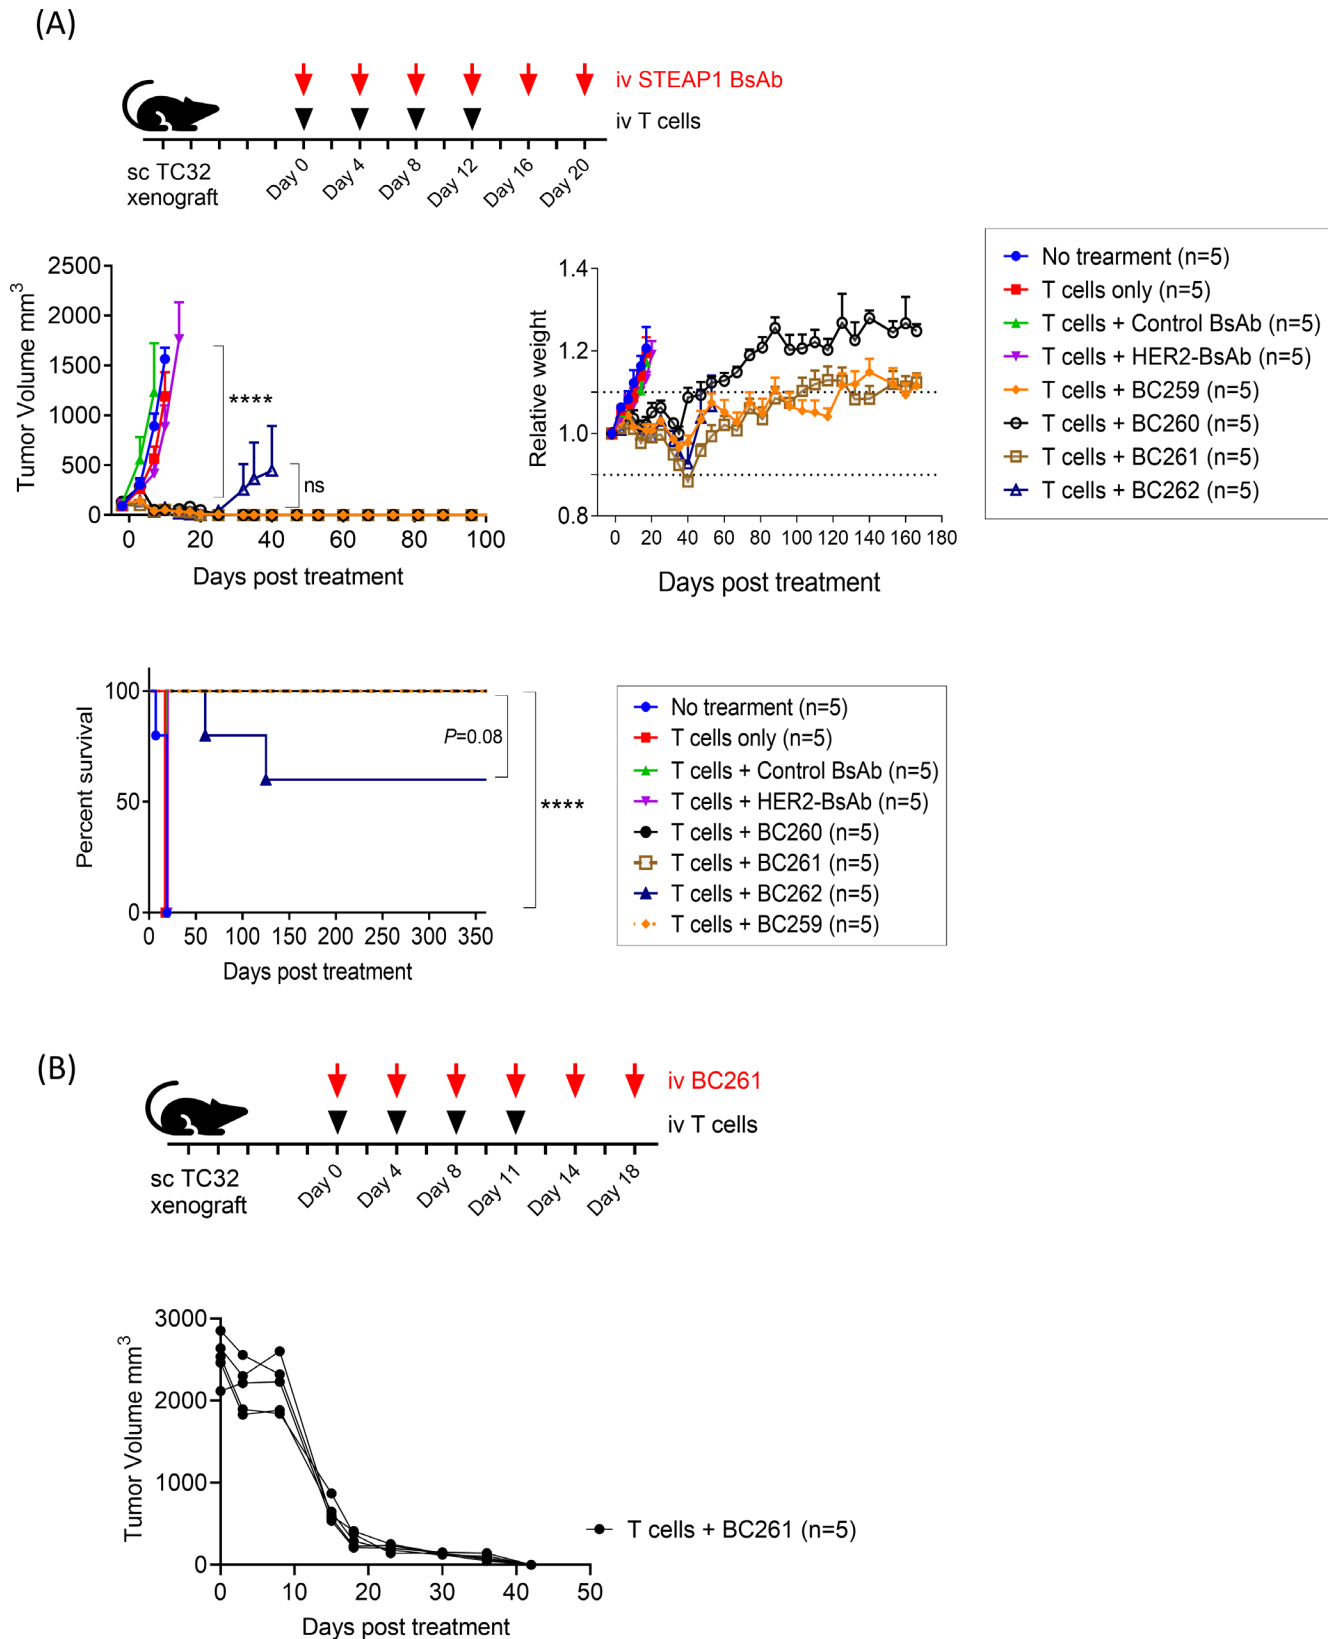 (A)
iv STEAP1 BsAb
iv T cells
sc TC32
xenograft
Day 0
Day 4
Day 8
Day 12
Day 16
Day 20
Tumor Volume mm3
2500
2000
1500
1000
500
0
****
ns
0
20
40
60
80
100
Days post treatment
Relative weight
1.4
1.2
1.0
0.8
0
20
40
60
80
100
120
140
160
180
Days post treatment
No trearment (n=5)
T cells only (n=5)
T cells + Control BsAb (n=5)
T cells + HER2-BsAb (n=5)
T cells + BC259 (n=5)
T cells + BC260 (n=5)
T cells + BC261 (n=5)
T cells + BC262 (n=5)
Percent survival
100
50
0
P=0.08
****
0
50
100
150
200
250
300
350
Days post treatment
No trearment (n=5)
T cells only (n=5)
T cells + Control BsAb (n=5)
T cells + HER2-BsAb (n=5)
T cells + BC260 (n=5)
T cells + BC261 (n=5)
T cells + BC262 (n=5)
T cells + BC259 (n=5)
(B)
iv BC261
iv T cells
sc TC32
xenograft
Day 0
Day 4
Day 8
Day 11
Day 14
Day 18
Tumor Volume mm3
3000
2000
1000
0
0
10
20
30
40
50
Days post treatment
T cells + BC261 (n=5)